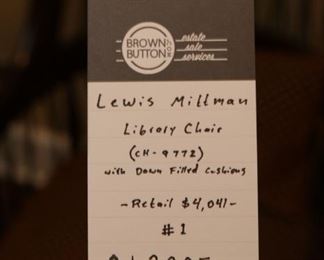 BROWN
BUTTON
.COM
estate
sale
services
Lewis Mittman
Library Chair
(CH-9772)
with Down Filled Cushions
-Retail $4,041-
#1